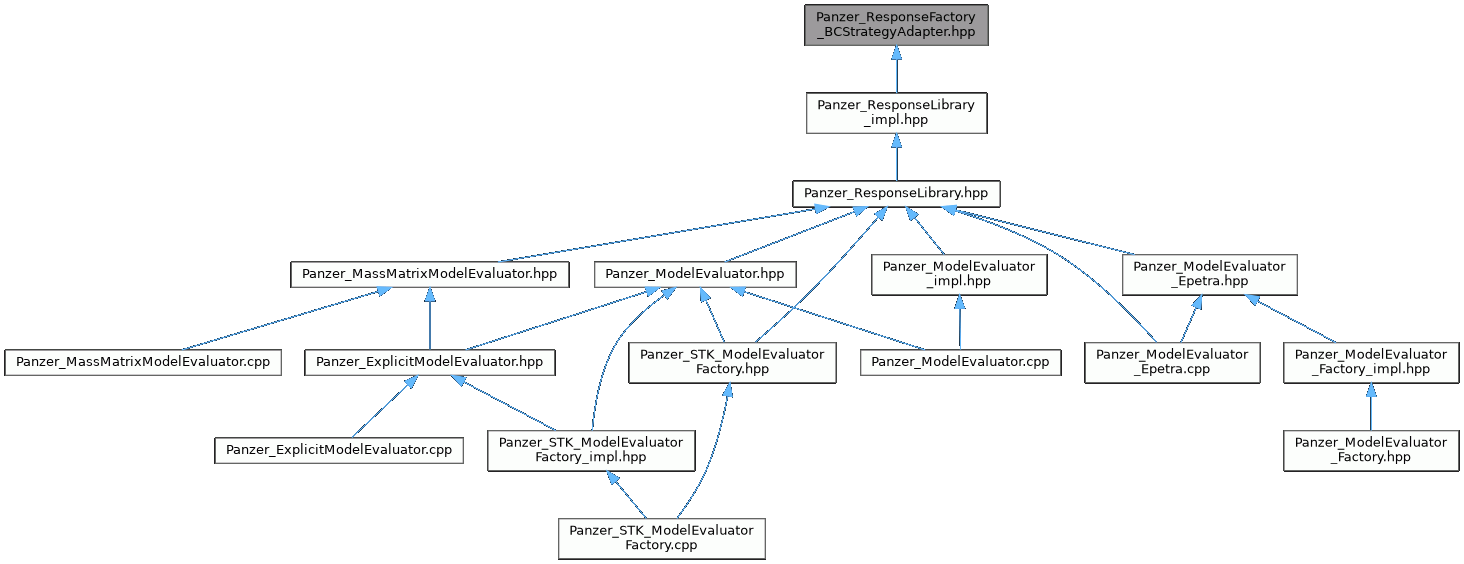 Panzer_ResponseFactory
_BCStrategyAdapter.hpp
Panzer_ResponseLibrary
_impl.hpp
Panzer_ResponseLibrary.hpp
Panzer_MassMatrixModelEvaluator.hpp
Panzer_ModelEvaluator.hpp
Panzer_ModelEvaluator
_impl.hpp
Panzer_ModelEvaluator
_Epetra.hpp
Panzer_MassMatrixModelEvaluator.cpp
Panzer_ExplicitModelEvaluator.hpp
Panzer_STK_ModelEvaluator
Factory.hpp
Panzer_ModelEvaluator.cpp
Panzer_ModelEvaluator
_Epetra.cpp
Panzer_ModelEvaluator
_Factory_impl.hpp
Panzer_ExplicitModelEvaluator.cpp
Panzer_STK_ModelEvaluator
Factory_impl.hpp
Panzer_ModelEvaluator
_Factory.hpp
Panzer_STK_ModelEvaluator
Factory.cpp